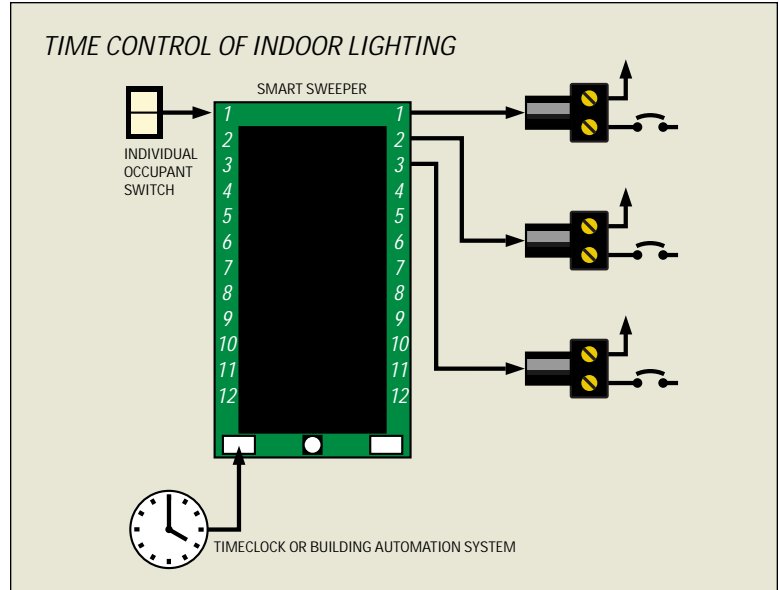 TIME CONTROL OF INDOOR LIGHTING
SMART SWEEPER
INDIVIDUAL
OCCUPANT
SWITCH
1 1
2 2
3 3
4 4
5 5
6 6
7 7
8 8
9 9
10 10
11 11
12 12
TIMECLOCK OR BUILDING AUTOMATION SYSTEM